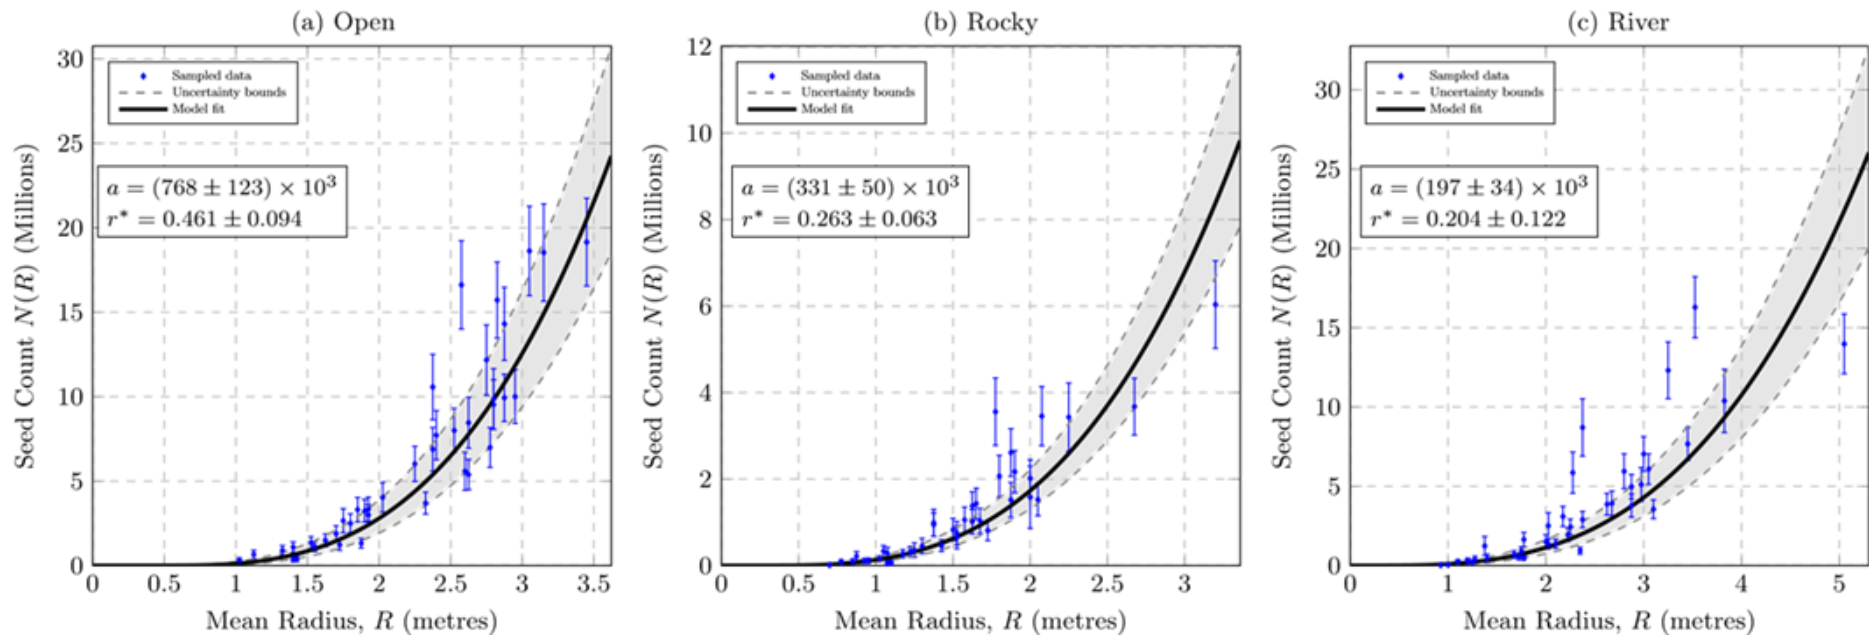 (a) Open
30
25
20
15
10
5
0
Seed Count N(R) (Millions)
Sampled data
Uncertainty bounds
Model fit
a = (768 ± 123) × 10³
r* = 0.461 ± 0.094
0 0.5 1 1.5 2 2.5 3 3.5
Mean Radius, R (metres)
(b) Rocky
12
10
8
6
4
2
0
Seed Count N(R) (Millions)
Sampled data
Uncertainty bounds
Model fit
a = (331 ± 50) × 10³
r* = 0.263 ± 0.063
0 0.5 1 1.5 2 2.5 3
Mean Radius, R (metres)
(c) River
30
25
20
15
10
5
0
Seed Count N(R) (Millions)
Sampled data
Uncertainty bounds
Model fit
a = (197 ± 34) × 10³
r* = 0.204 ± 0.122
0 1 2 3 4 5
Mean Radius, R (metres)